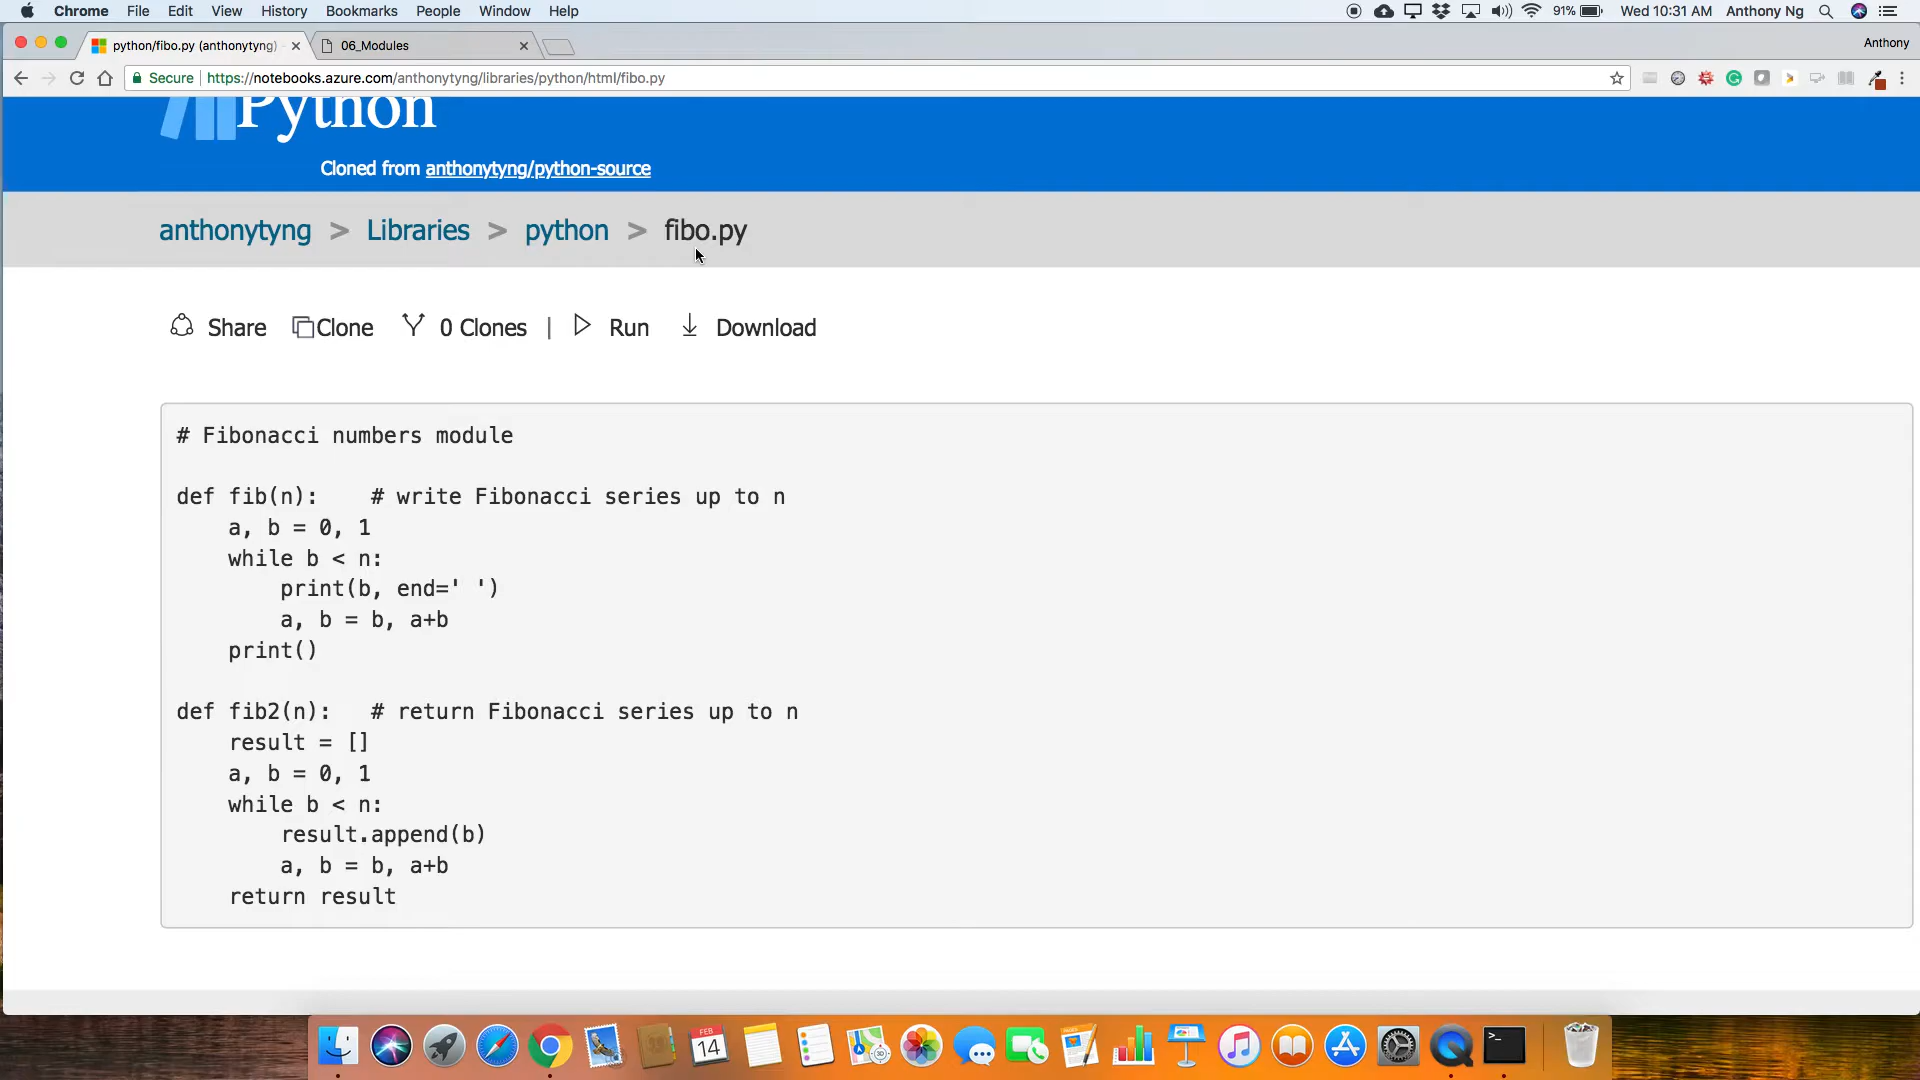 Chrome File Edit View History Bookmarks People Window Help 91% Wed 10:31 AM Anthony Ng
python/fibo.py (anthonytyng) 06_Modules Anthony
Secure https://notebooks.azure.com/anthonytyng/libraries/python/html/fibo.py
Python
Cloned from anthonytyng/python-source
anthonytyng > Libraries > python > fibo.py
Share Clone 0 Clones | Run Download
# Fibonacci numbers module
def fib(n):    # write Fibonacci series up to n
    a, b = 0, 1
    while b < n:
        print(b, end=' ')
        a, b = b, a+b
    print()
def fib2(n):   # return Fibonacci series up to n
    result = []
    a, b = 0, 1
    while b < n:
        result.append(b)
        a, b = b, a+b
    return result
FEB
14